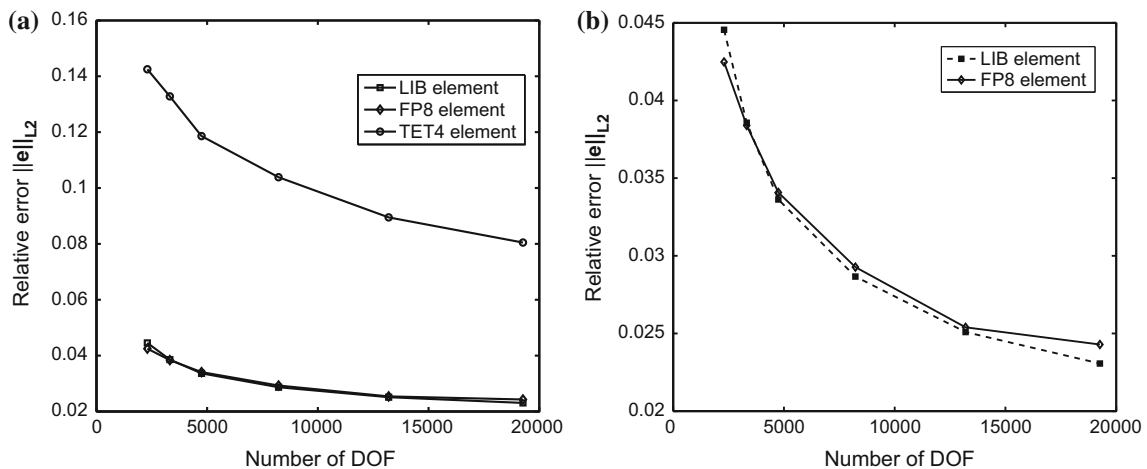 (a)
0.16
0.14
0.12
0.1
0.08
0.06
0.04
0.02
Relative error ||e||L2
LIB element
FP8 element
TET4 element
0
5000
10000
15000
20000
Number of DOF
(b)
0.045
0.04
0.035
0.03
0.025
0.02
Relative error ||e||L2
LIB element
FP8 element
0
5000
10000
15000
20000
Number of DOF